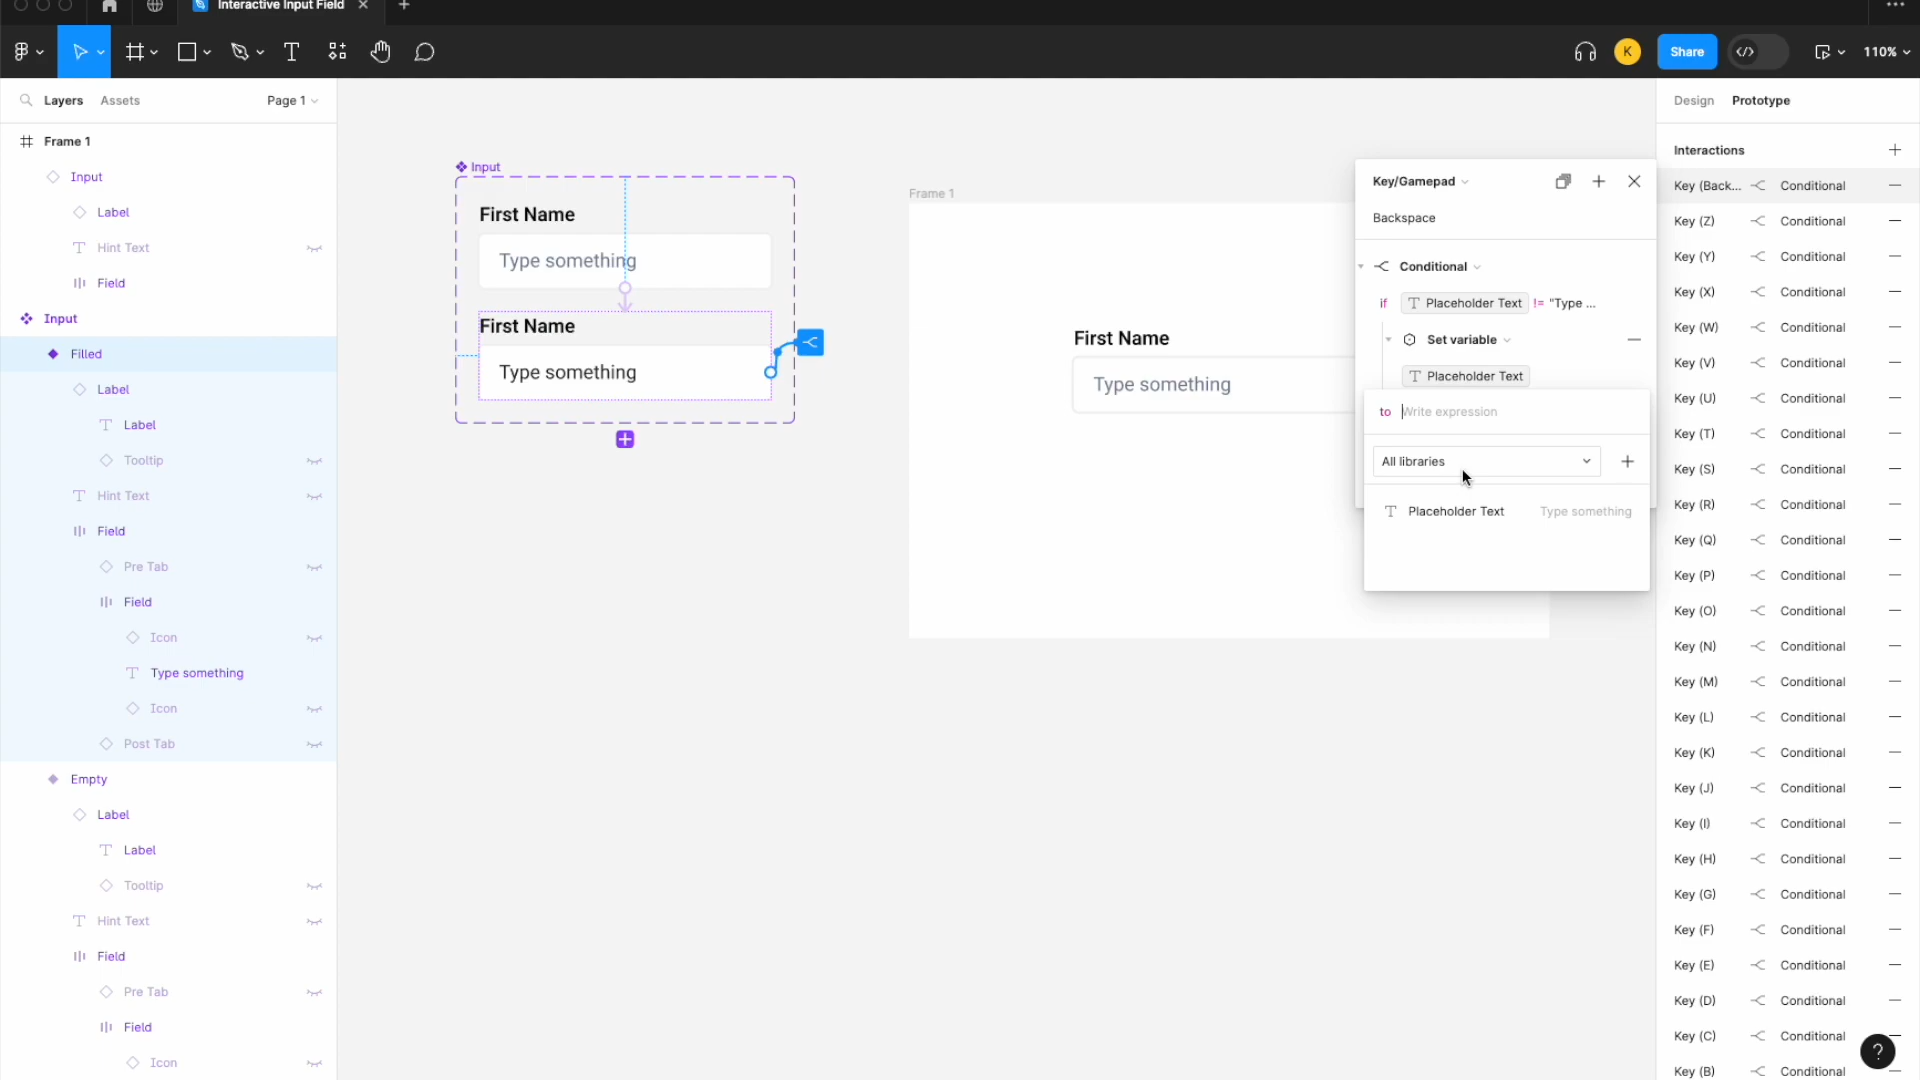 Interactive Input Field
Share
110%
K
Layers
Assets
Page 1
Frame 1
Input
Label
Hint Text
Field
Input
Filled
Label
Label
Tooltip
Hint Text
Field
Pre Tab
Field
Icon
Type something
Icon
Post Tab
Empty
Label
Label
Tooltip
Hint Text
Field
Pre Tab
Field
Icon
Input
First Name
Type something
First Name
Type something
Frame 1
First Name
Type something
Key/Gamepad
Backspace
Conditional
if Placeholder Text != "Type ...
Set variable
Placeholder Text
to Write expression
All libraries
Placeholder Text Type something
Design
Prototype
Interactions
Key (Back... Conditional
Key (Z) Conditional
Key (Y) Conditional
Key (X) Conditional
Key (W) Conditional
Key (V) Conditional
Key (U) Conditional
Key (T) Conditional
Key (S) Conditional
Key (R) Conditional
Key (Q) Conditional
Key (P) Conditional
Key (O) Conditional
Key (N) Conditional
Key (M) Conditional
Key (L) Conditional
Key (K) Conditional
Key (J) Conditional
Key (I) Conditional
Key (H) Conditional
Key (G) Conditional
Key (F) Conditional
Key (E) Conditional
Key (D) Conditional
Key (C) Conditional
Key (B) Conditional
?